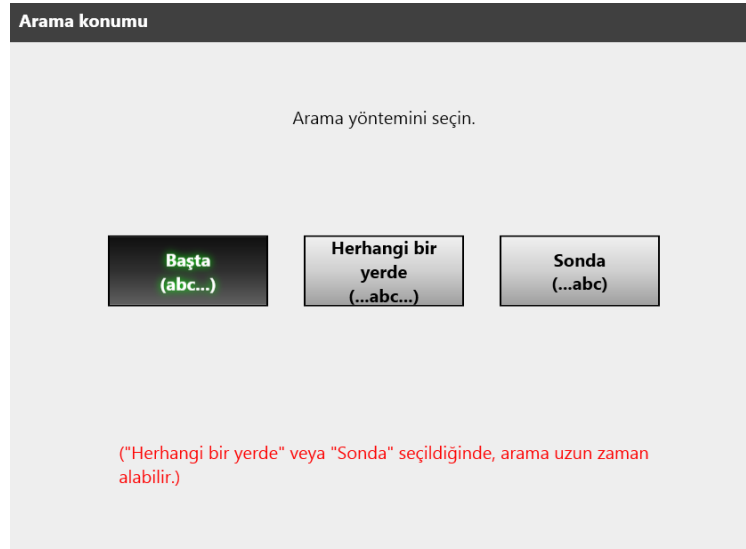 Arama konumu
Arama yöntemini seçin.
Başta
(abc...)
Herhangi bir
yerde
(...abc...)
Sonda
(...abc)
("Herhangi bir yerde" veya "Sonda" seçildiğinde, arama uzun zaman
alabilir.)